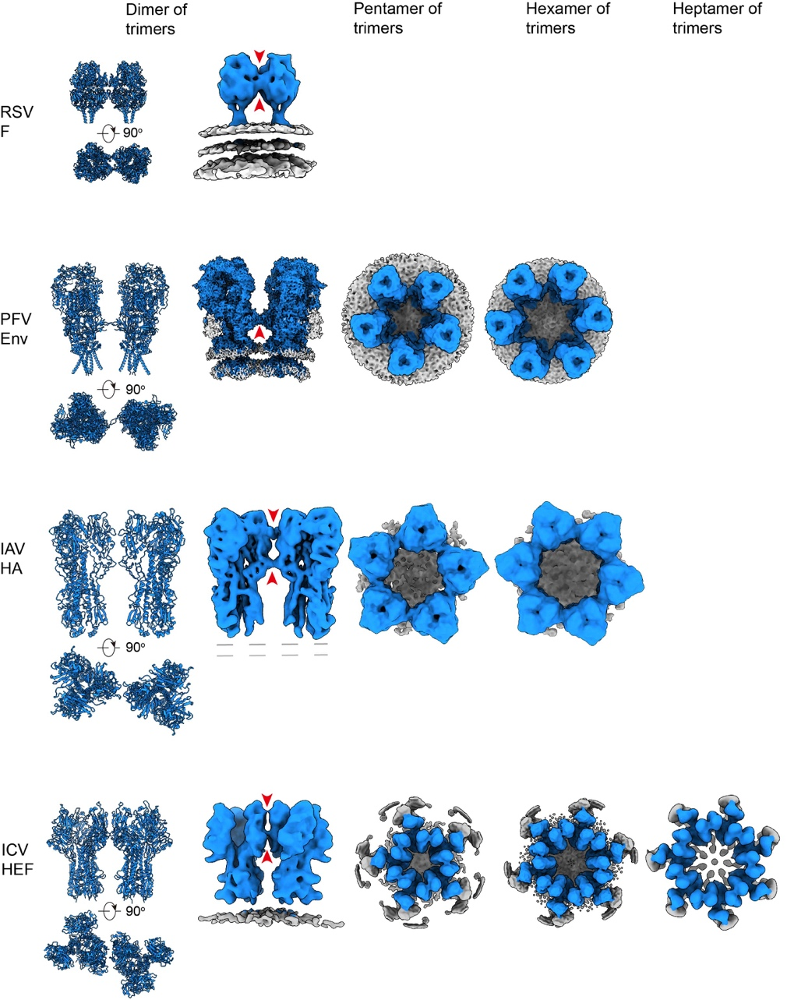 Dimer of
trimers
Pentamer of
trimers
Hexamer of
trimers
Heptamer of
trimers
RSV
F
90°
PFV
Env
90°
IAV
HA
90°
ICV
HEF
90°